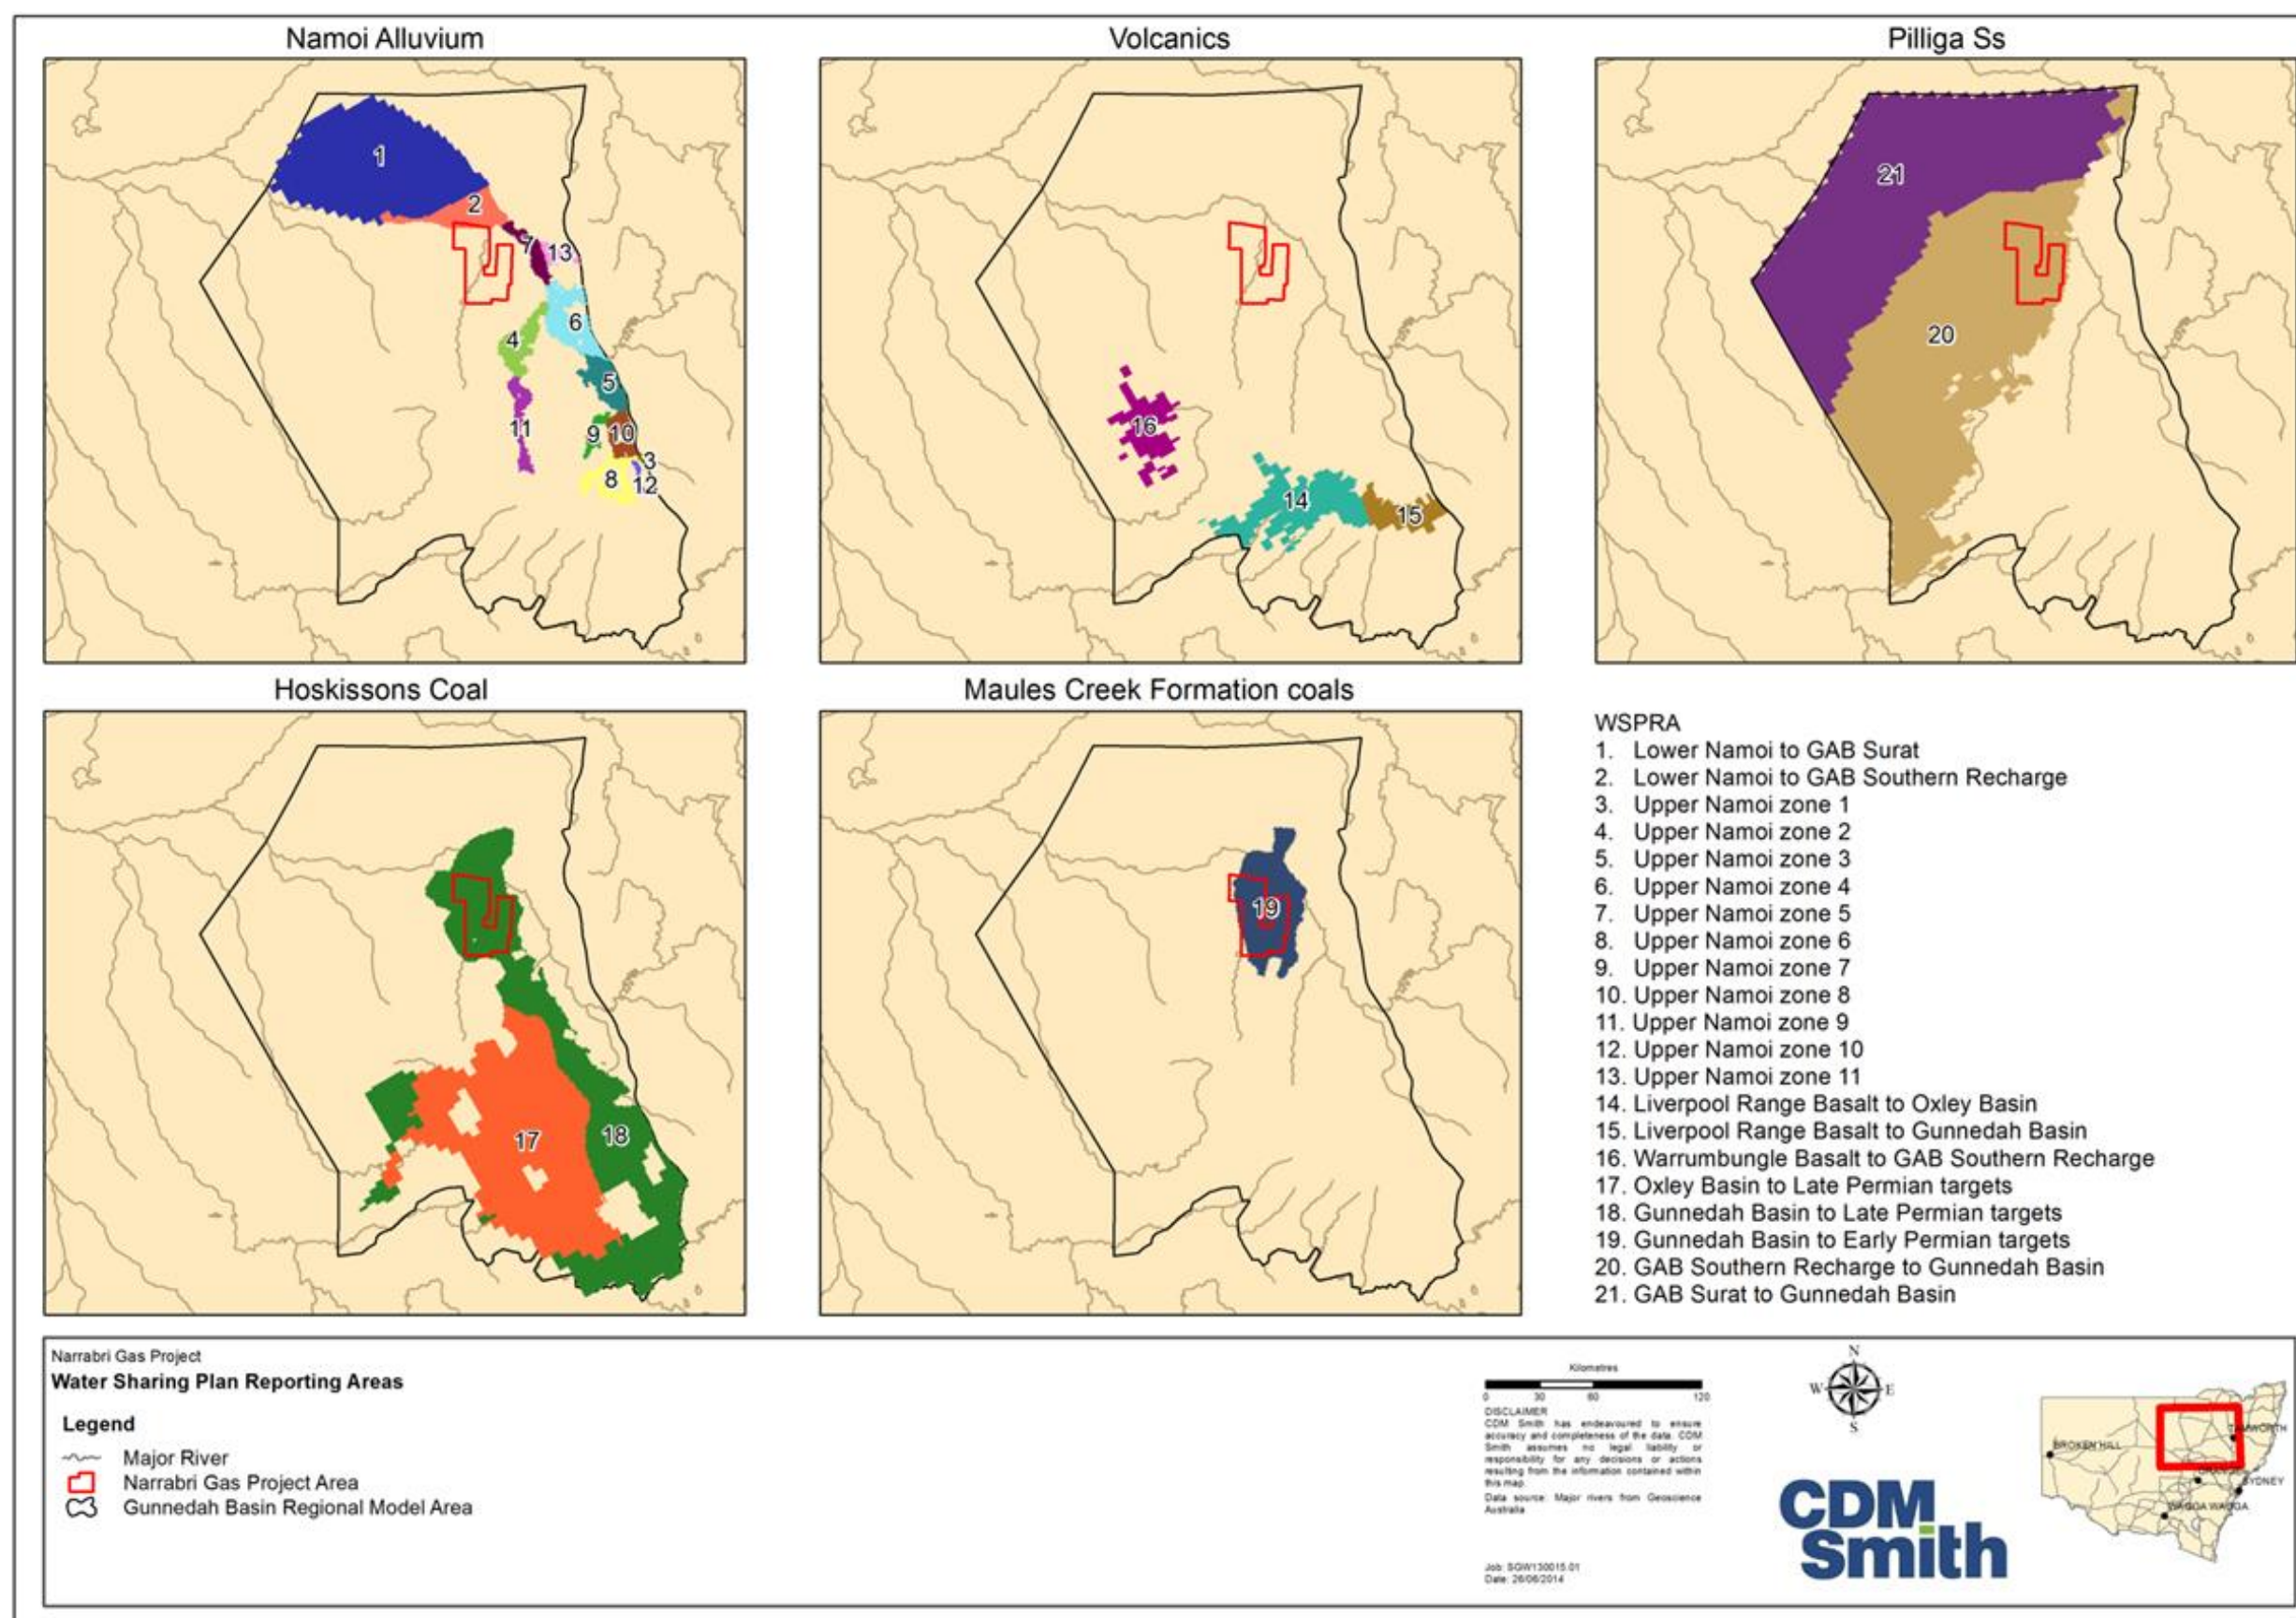 Namoi Alluvium
1
2
7
13
6
4
5
11
9
10
3
8
12
Volcanics
16
14
15
Pilliga Ss
21
20
Hoskissons Coal
17
18
Maules Creek Formation coals
19
WSPRA
1. Lower Namoi to GAB Surat
2. Lower Namoi to GAB Southern Recharge
3. Upper Namoi zone 1
4. Upper Namoi zone 2
5. Upper Namoi zone 3
6. Upper Namoi zone 4
7. Upper Namoi zone 5
8. Upper Namoi zone 6
9. Upper Namoi zone 7
10. Upper Namoi zone 8
11. Upper Namoi zone 9
12. Upper Namoi zone 10
13. Upper Namoi zone 11
14. Liverpool Range Basalt to Oxley Basin
15. Liverpool Range Basalt to Gunnedah Basin
16. Warrumbungle Basalt to GAB Southern Recharge
17. Oxley Basin to Late Permian targets
18. Gunnedah Basin to Late Permian targets
19. Gunnedah Basin to Early Permian targets
20. GAB Southern Recharge to Gunnedah Basin
21. GAB Surat to Gunnedah Basin
Narrabri Gas Project
Water Sharing Plan Reporting Areas
Legend
Major River
Narrabri Gas Project Area
Gunnedah Basin Regional Model Area
Kilometres
0 30 60 120
DISCLAIMER
CDM Smith has endeavoured to ensure
accuracy and completeness of the data. CDM
Smith assumes no legal liability or
responsibility for any decisions or actions
resulting from the information contained within
this map.
Data source: Major rivers from Geoscience
Australia
Job: SGW130015.01
Date: 26/06/2014
N
W E
S
CDM
Smith
TAMWORTH
BROKEN HILL
SYDNEY
WAGGA WAGGA